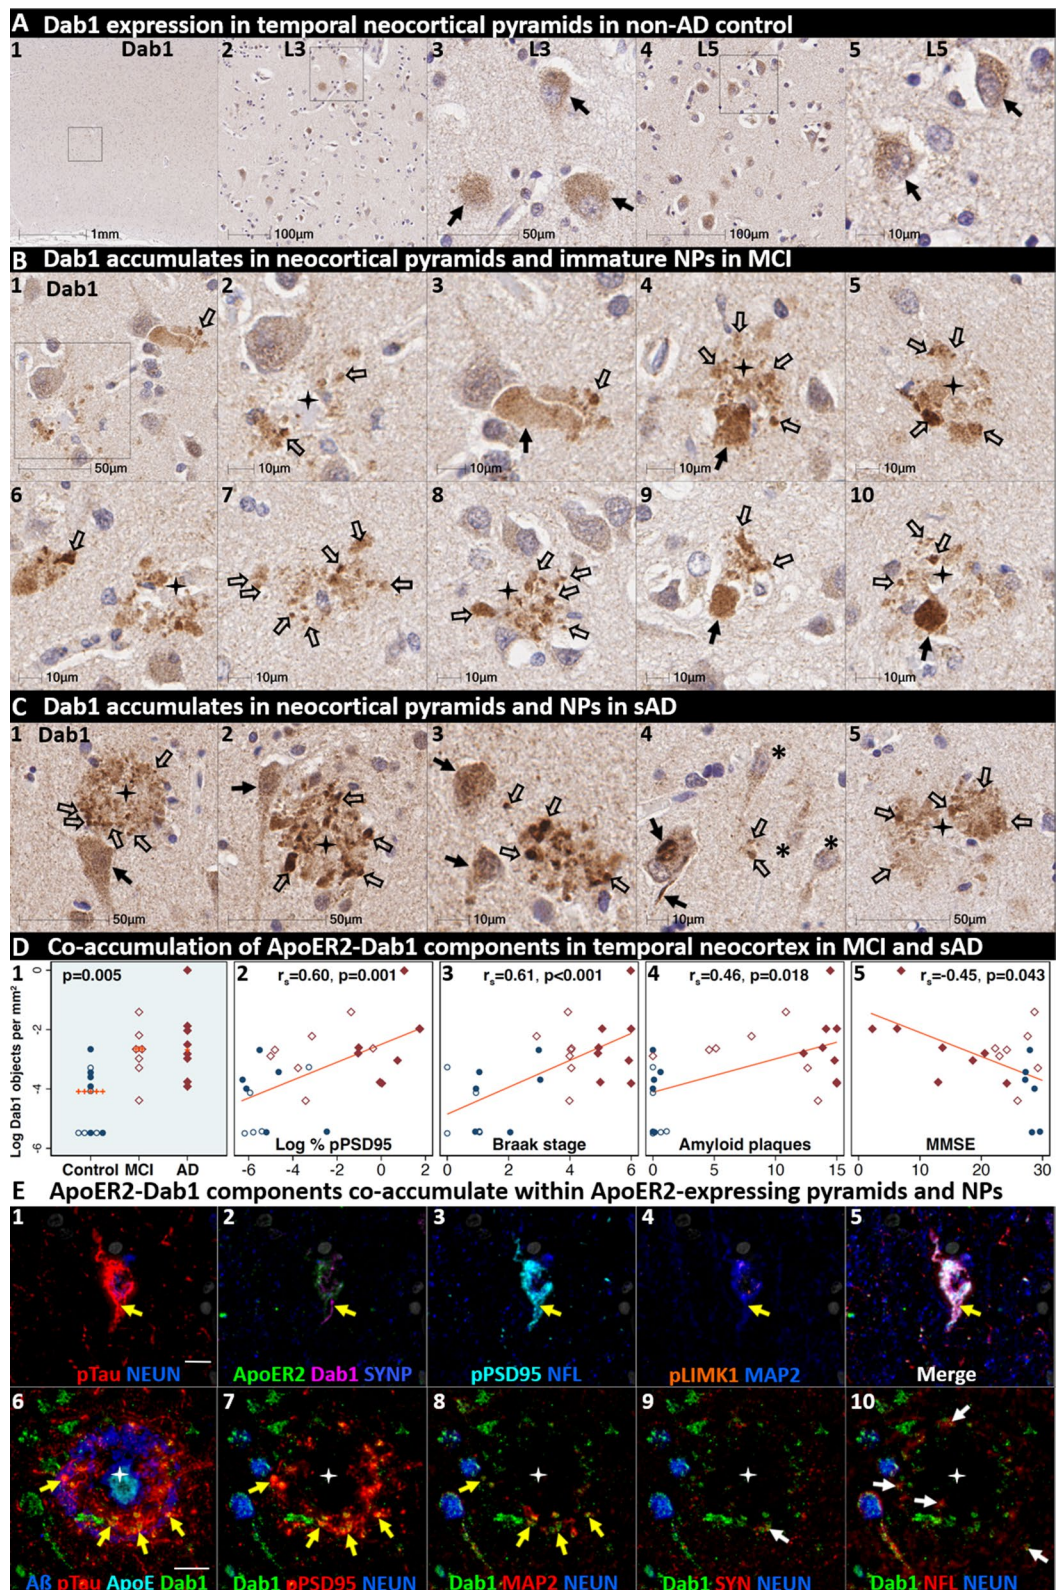 A Dab1 expression in temporal neocortical pyramids in non-AD control
1 Dab1 2 L3 3 L3 4 L5 5 L5
1mm 100µm 50µm 100µm 10µm
B Dab1 accumulates in neocortical pyramids and immature NPs in MCI
1 Dab1 2 3 4 5
50µm 10µm 10µm 10µm 10µm
6 7 8 9 10
10µm 10µm 10µm 10µm 10µm
C Dab1 accumulates in neocortical pyramids and NPs in sAD
1 Dab1 2 3 4 * 5
* *
50µm 50µm 10µm 10µm 50µm
D Co-accumulation of ApoER2-Dab1 components in temporal neocortex in MCI and sAD
Log Dab1 objects per mm²
0 -2 -4 -6
1 p=0.005
Control MCI AD
2 rs=0.60, p=0.001
Log % pPSD95
-6 -4 -2 0 2
3 rs=0.61, p<0.001
Braak stage
0 2 4 6
4 rs=0.46, p=0.018
Amyloid plaques
0 5 10 15
5 rs=-0.45, p=0.043
MMSE
0 10 20 30
E ApoER2-Dab1 components co-accumulate within ApoER2-expressing pyramids and NPs
1 2 3 4 5
pTau NEUN ApoER2 Dab1 SYNP pPSD95 NFL pLIMK1 MAP2 Merge
6 7 8 9 10
Aß pTau ApoE Dab1 Dab1 pPSD95 NEUN Dab1 MAP2 NEUN Dab1 SYN NEUN Dab1 NFL NEUN